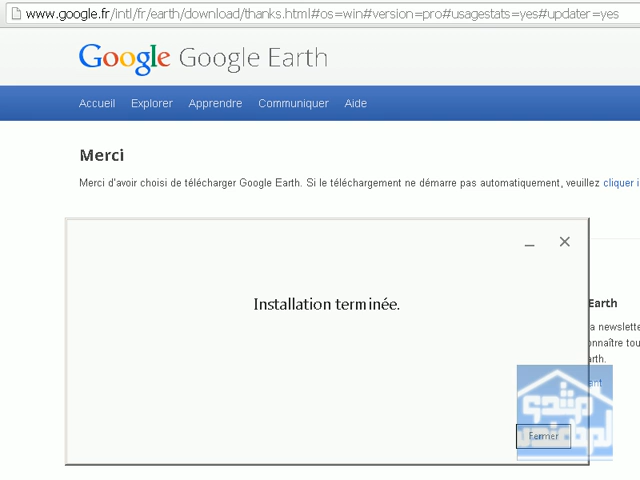 www.google.fr/intl/fr/earth/download/thanks.html#os=win#version=pro#usagestats=yes#updater=yes
Google Google Earth
Accueil Explorer Apprendre Communiquer Aide
Merci
Merci d'avoir choisi de télécharger Google Earth. Si le téléchargement ne démarre pas automatiquement, veuillez cliquer i
Installation terminée.
Earth
a newslette
onnaître tou
arth.
Fermer